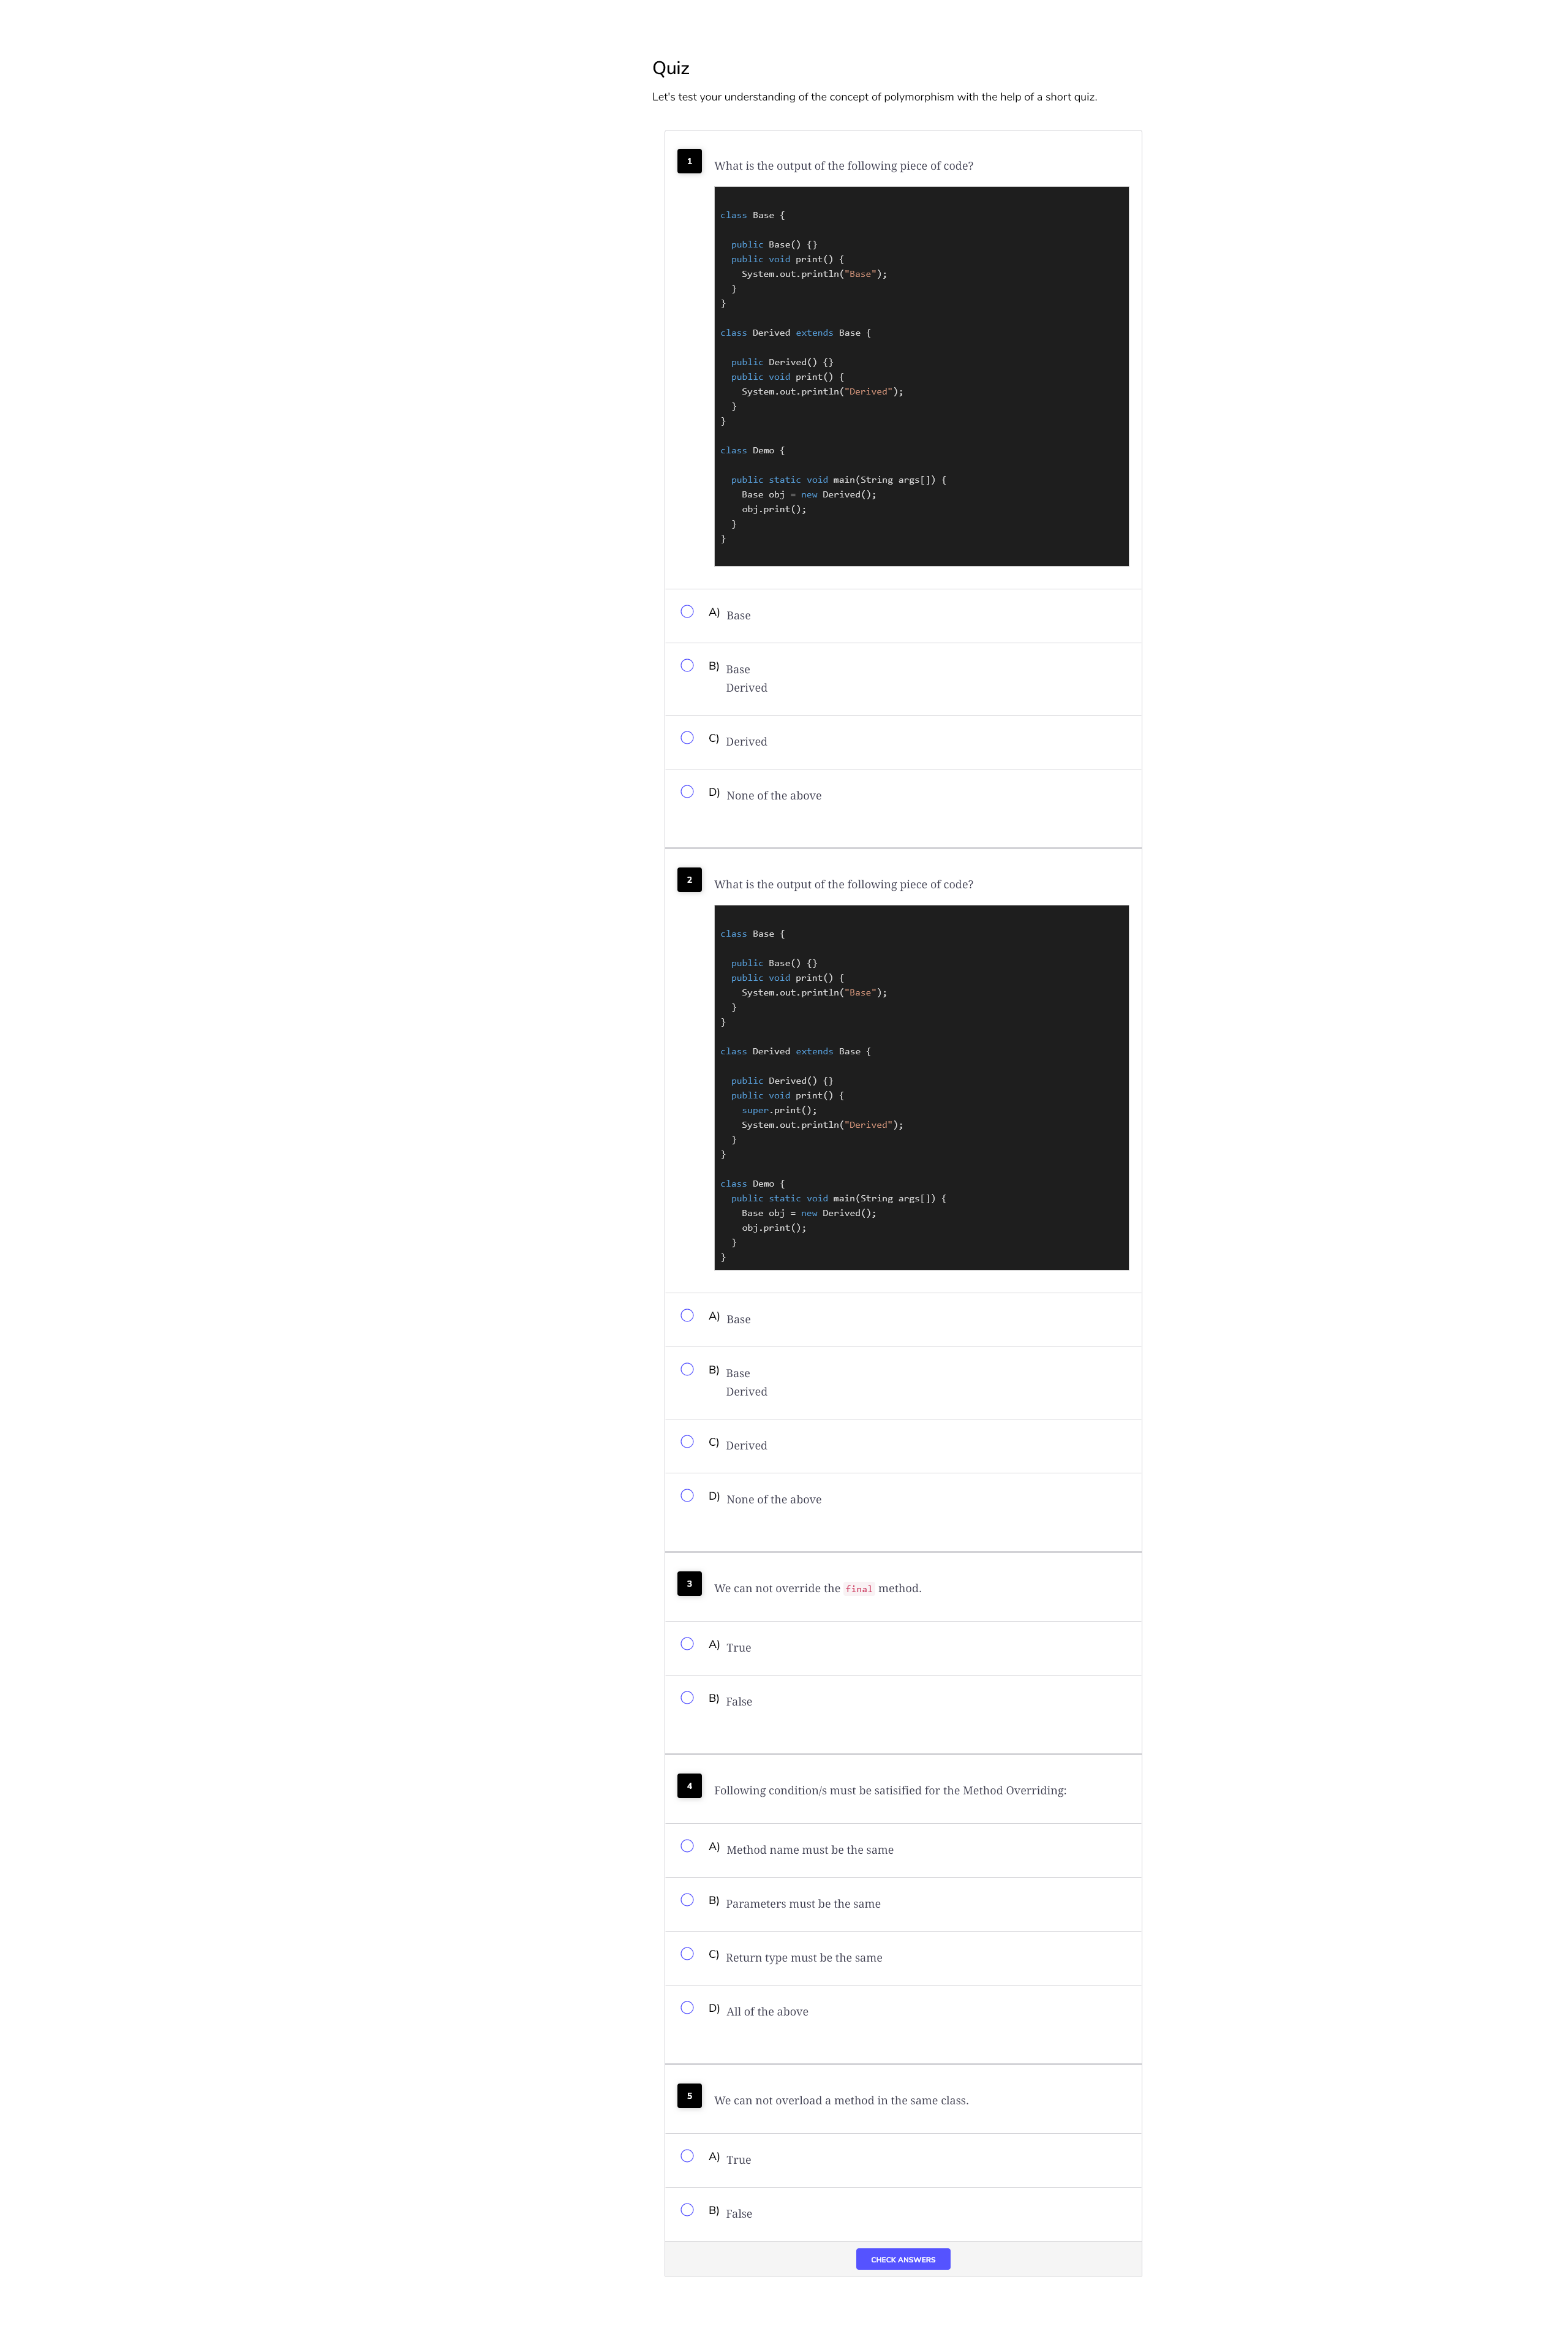 Quiz
Let's test your understanding of the concept of polymorphism with the help of a short quiz.
1
What is the output of the following piece of code?
class Base {
  public Base() {}
  public void print() {
    System.out.println("Base");
  }
}
class Derived extends Base {
  public Derived() {}
  public void print() {
    System.out.println("Derived");
  }
}
class Demo {
  public static void main(String args[]) {
    Base obj = new Derived();
    obj.print();
  }
}
A) Base
B) Base
Derived
C) Derived
D) None of the above
2
What is the output of the following piece of code?
class Base {
  public Base() {}
  public void print() {
    System.out.println("Base");
  }
}
class Derived extends Base {
  public Derived() {}
  public void print() {
    super.print();
    System.out.println("Derived");
  }
}
class Demo {
  public static void main(String args[]) {
    Base obj = new Derived();
    obj.print();
  }
}
A) Base
B) Base
Derived
C) Derived
D) None of the above
3
We can not override the final method.
A) True
B) False
4
Following condition/s must be satisified for the Method Overriding:
A) Method name must be the same
B) Parameters must be the same
C) Return type must be the same
D) All of the above
5
We can not overload a method in the same class.
A) True
B) False
CHECK ANSWERS